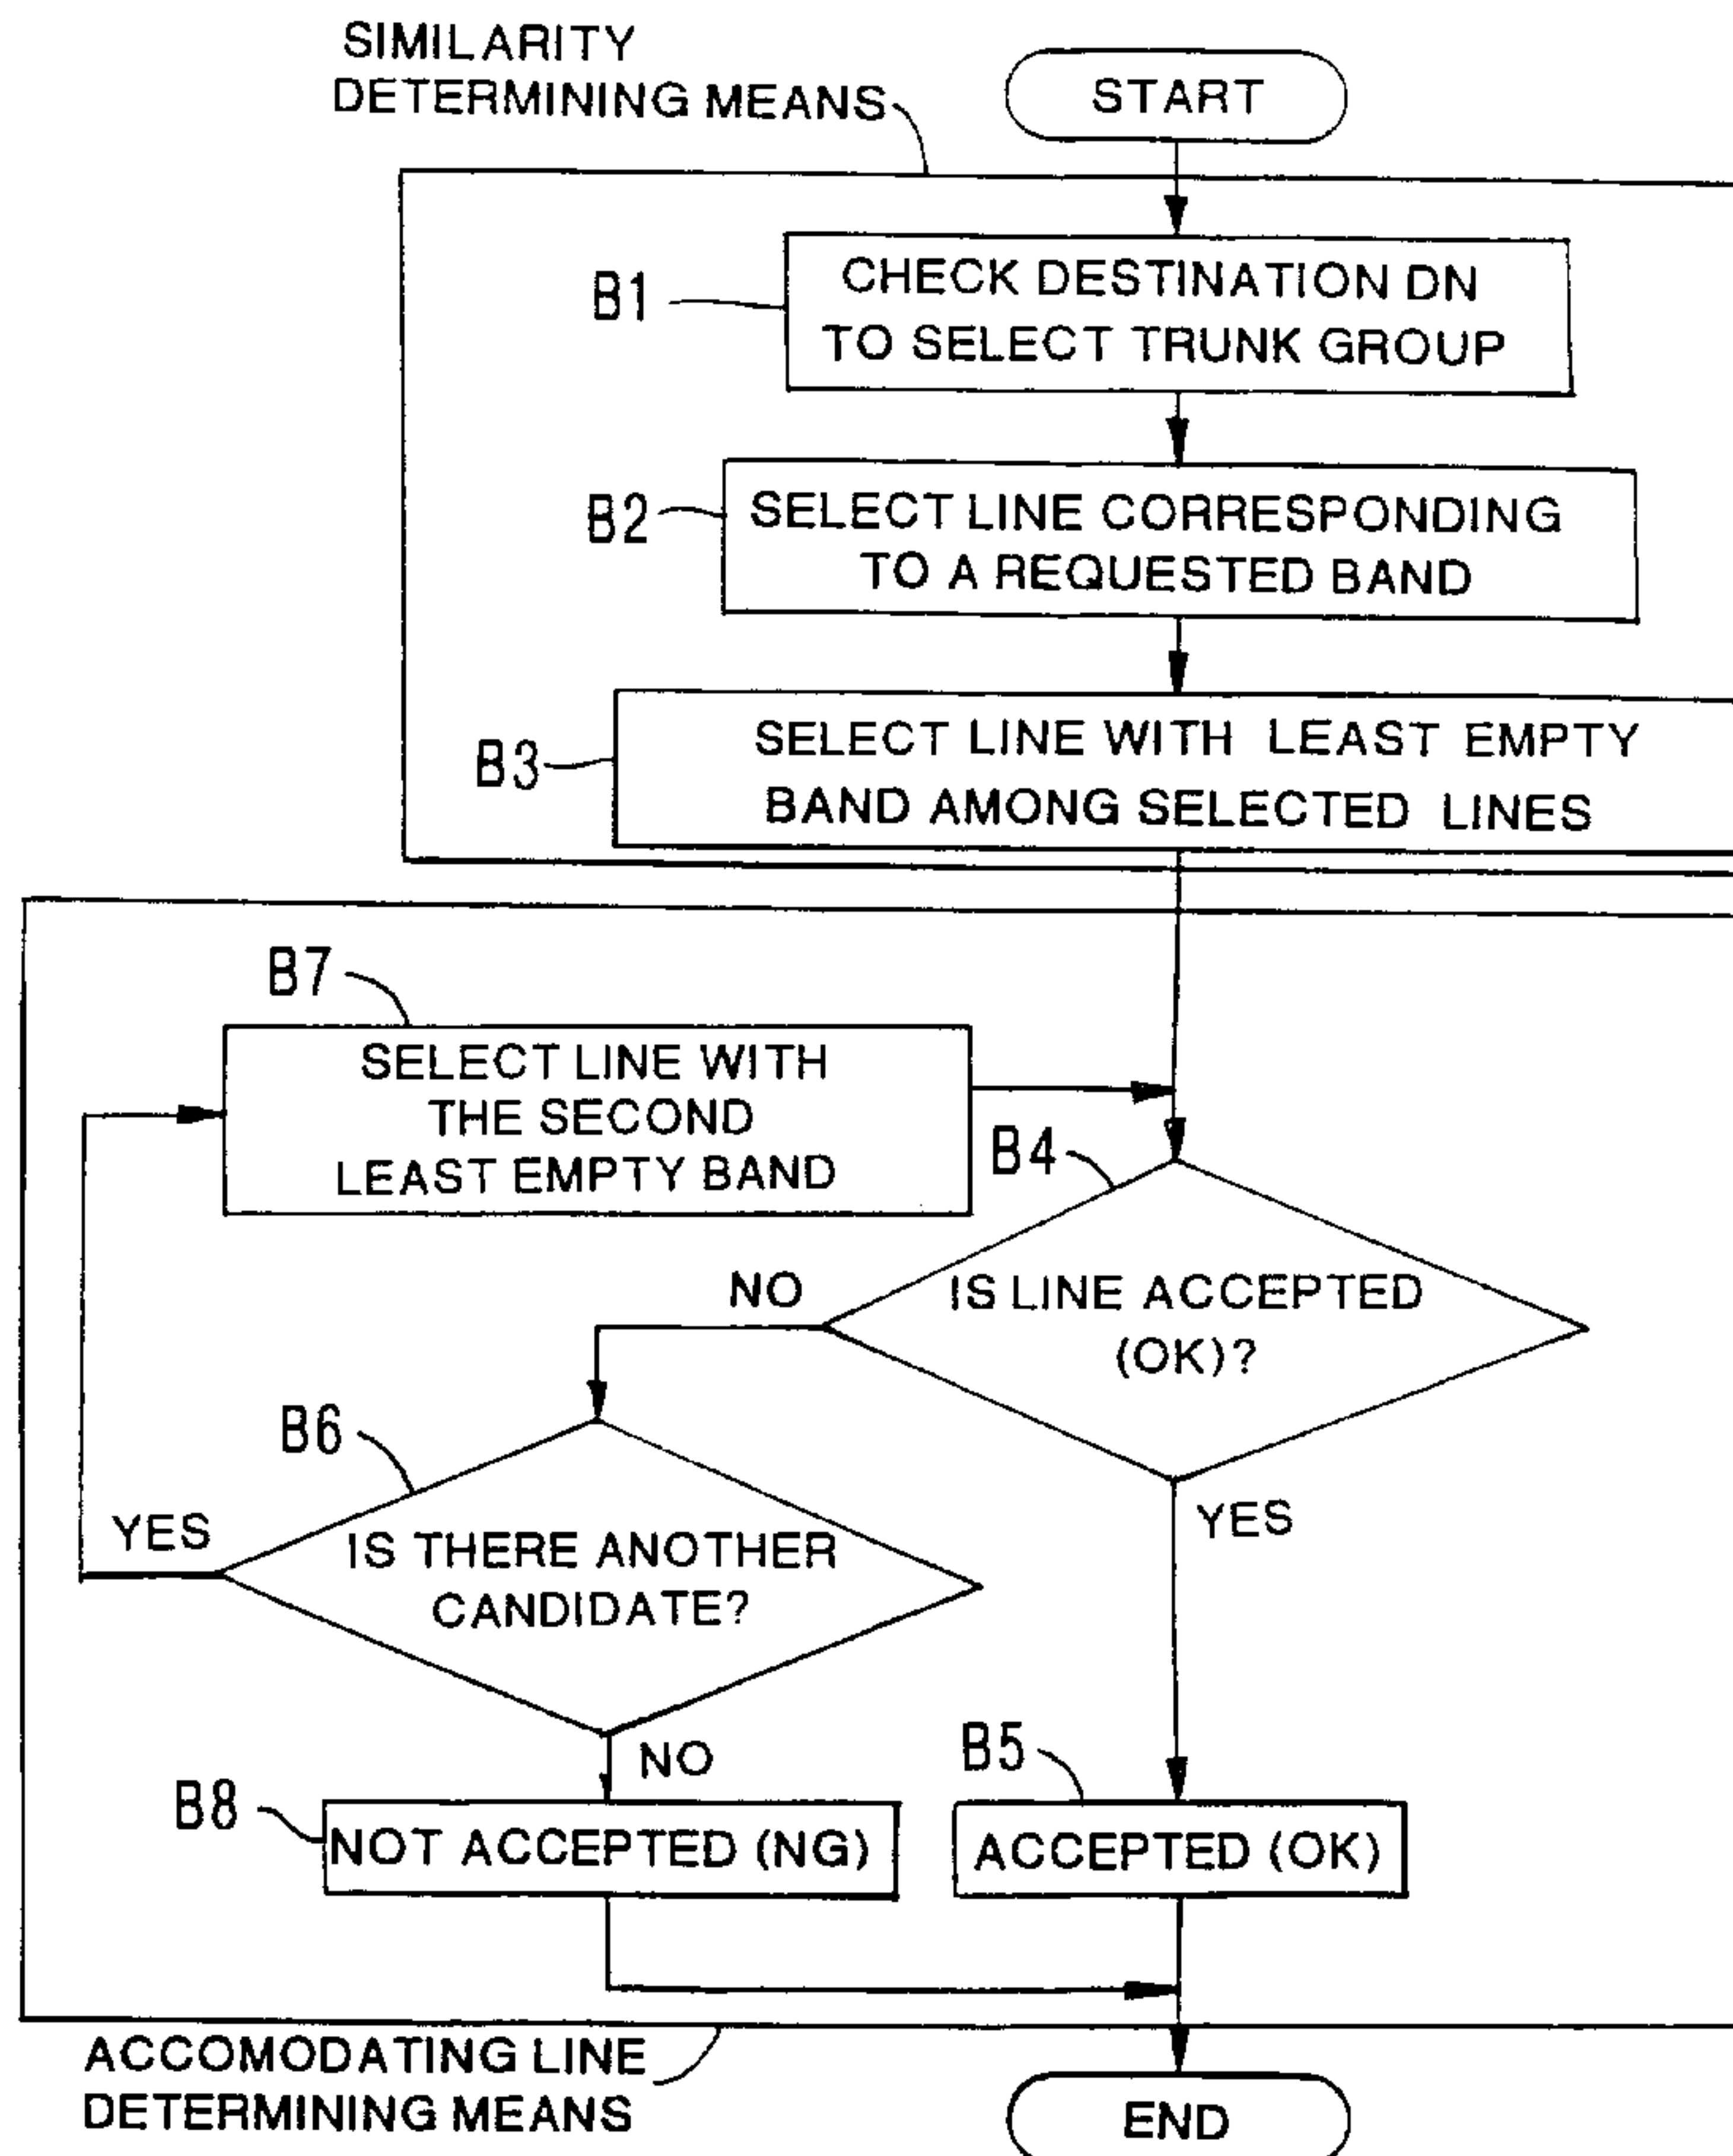 SIMILARITY
DETERMINING MEANS
START
B1
CHECK DESTINATION DN
TO SELECT TRUNK GROUP
B2
SELECT LINE CORRESPONDING
TO A REQUESTED BAND
B3
SELECT LINE WITH LEAST EMPTY
BAND AMONG SELECTED LINES
B7
SELECT LINE WITH
THE SECOND
LEAST EMPTY BAND
B4
NO
IS LINE ACCEPTED
(OK)?
B6
YES
YES
IS THERE ANOTHER
CANDIDATE?
NO
B5
B8
NOT ACCEPTED (NG)
ACCEPTED (OK)
ACCOMODATING LINE
DETERMINING MEANS
END